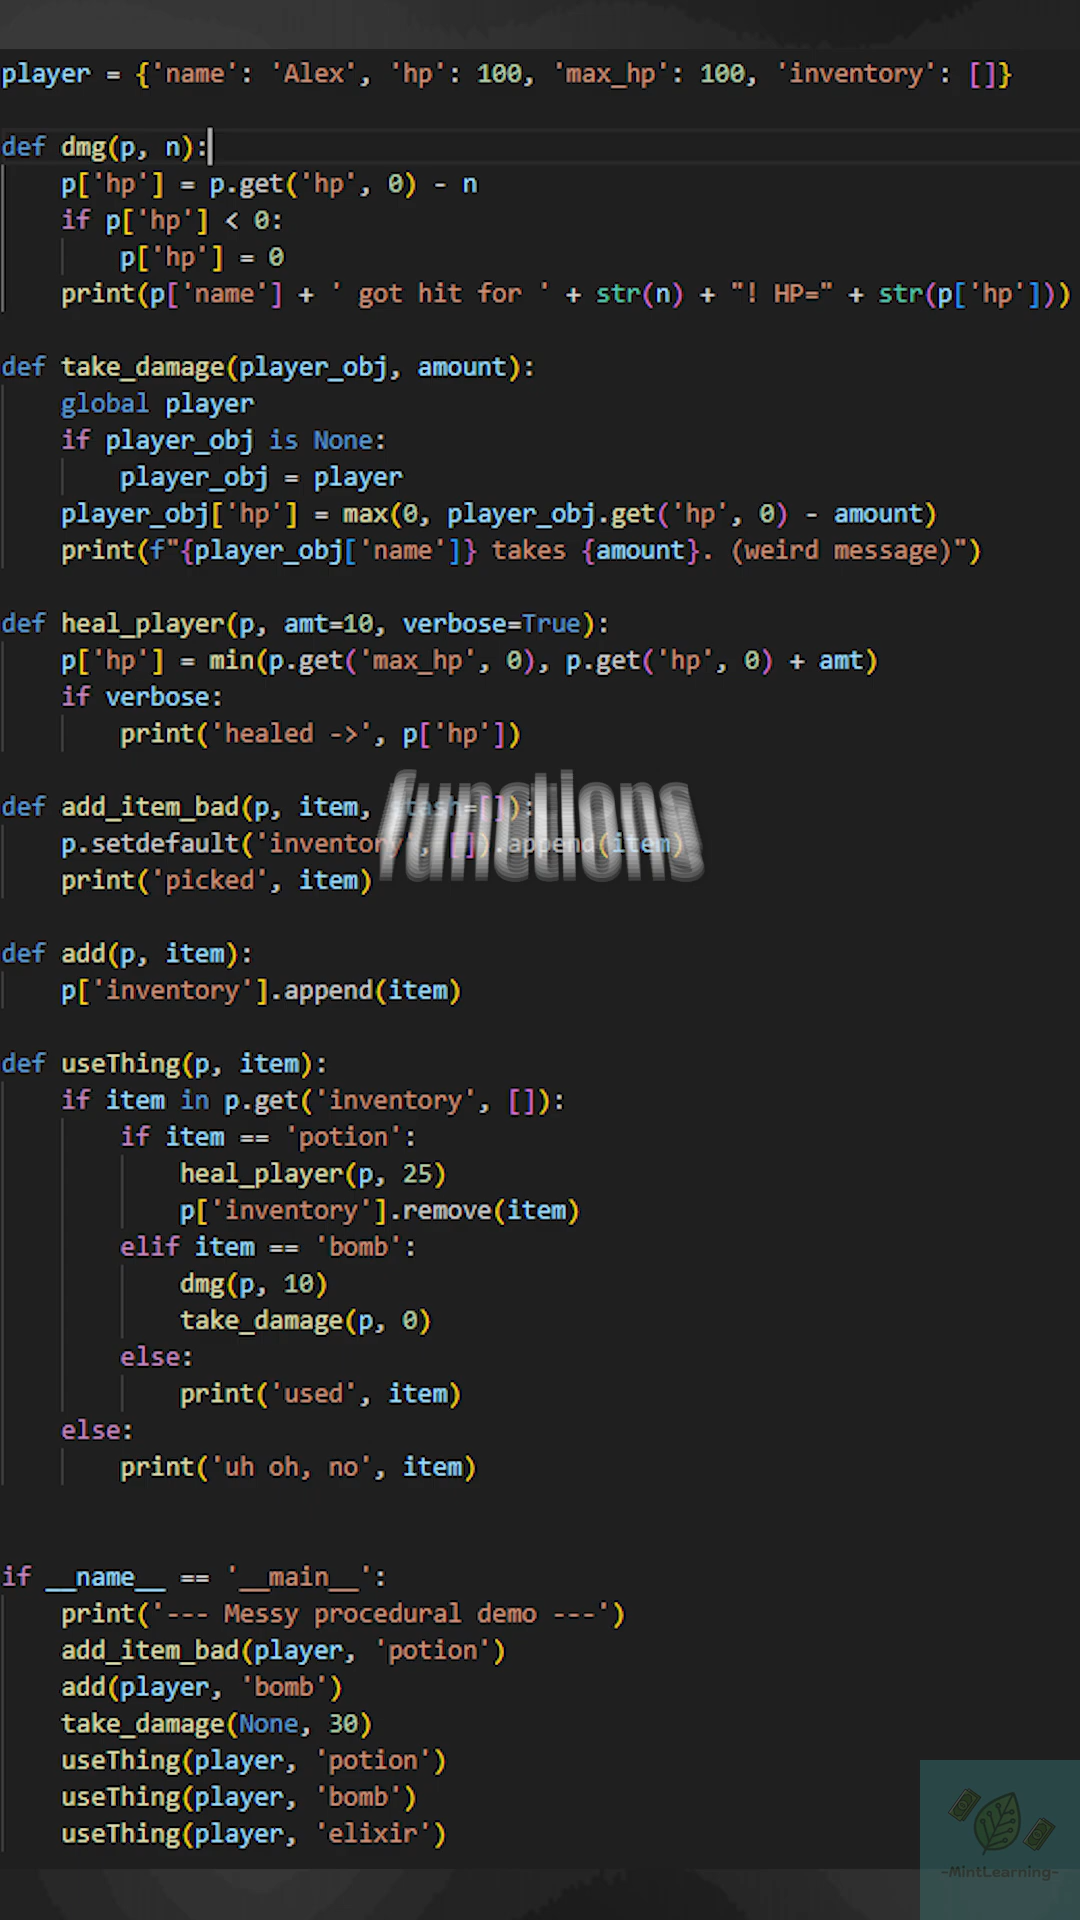 player = {'name': 'Alex', 'hp': 100, 'max_hp': 100, 'inventory': []}
def dmg(p, n):
    p['hp'] = p.get('hp', 0) - n
    if p['hp'] < 0:
        p['hp'] = 0
    print(p['name'] + ' got hit for ' + str(n) + "! HP=" + str(p['hp']))
def take_damage(player_obj, amount):
    global player
    if player_obj is None:
        player_obj = player
    player_obj['hp'] = max(0, player_obj.get('hp', 0) - amount)
    print(f"{player_obj['name']} takes {amount}. (weird message)")
def heal_player(p, amt=10, verbose=True):
    p['hp'] = min(p.get('max_hp', 0), p.get('hp', 0) + amt)
    if verbose:
        print('healed ->', p['hp'])
def add_item_bad(p, item, stash=[]):
    p.setdefault('inventory', []).append(item)
functions
    print('picked', item)
def add(p, item):
    p['inventory'].append(item)
def useThing(p, item):
    if item in p.get('inventory', []):
        if item == 'potion':
            heal_player(p, 25)
            p['inventory'].remove(item)
        elif item == 'bomb':
            dmg(p, 10)
            take_damage(p, 0)
        else:
            print('used', item)
    else:
        print('uh oh, no', item)
if __name__ == '__main__':
    print('--- Messy procedural demo ---')
    add_item_bad(player, 'potion')
    add(player, 'bomb')
    take_damage(None, 30)
    useThing(player, 'potion')
    useThing(player, 'bomb')
    useThing(player, 'elixir')
-MintLearning-